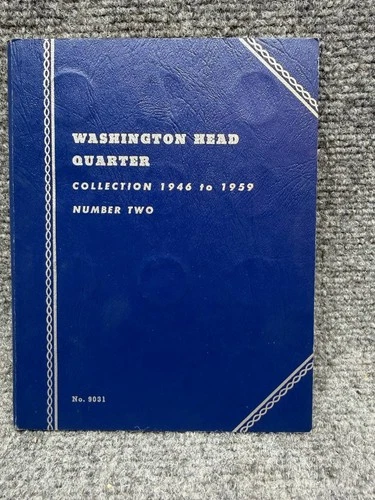 WASHINGTON HEAD
QUARTER
COLLECTION 1946 to 1959
NUMBER TWO
No. 9031